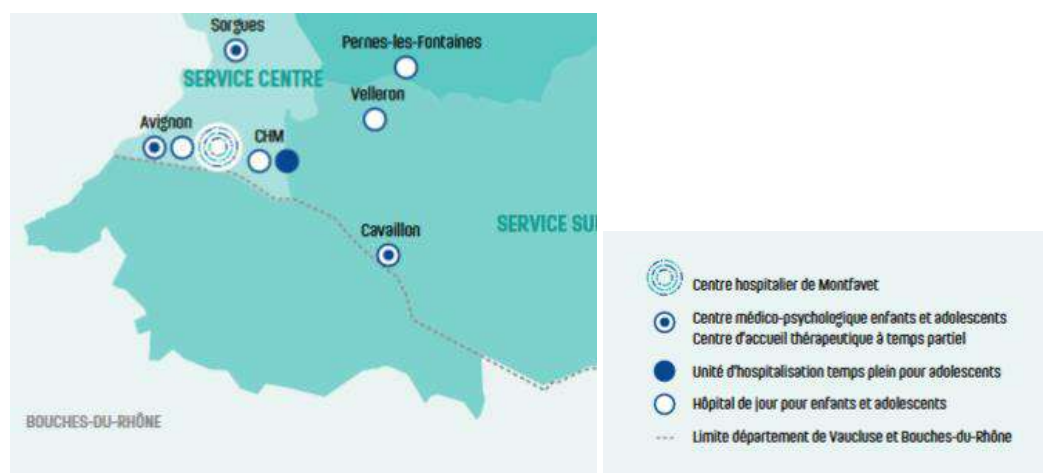 Sorgues
Pernes-les-Fontaines
SERVICE CENTRE
Velleron
Avignon
CHM
Cavaillon
SERVICE SU
BOUCHES-DU-RHÔNE
Centre hospitalier de Montfavet
Centre médico-psychologique enfants et adolescents
Centre d'accueil thérapeutique à temps partiel
Unité d'hospitalisation temps plein pour adolescents
Hôpital de jour pour enfants et adolescents
Limite département de Vaucluse et Bouches-du-Rhône